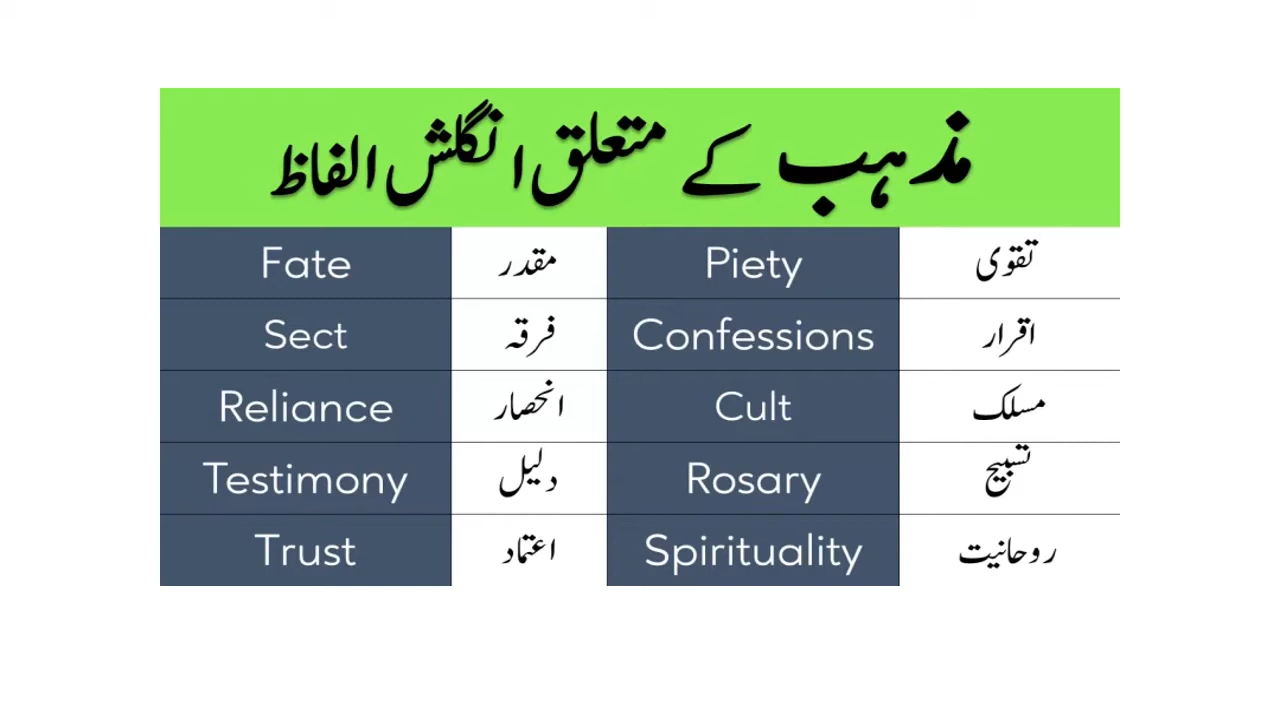 مذہب کے متعلق انگلش الفاظ
Fate مقدر Piety تقوی
Sect فرقہ Confessions اقرار
Reliance انحصار Cult مسلک
Testimony دلیل Rosary تسبیح
Trust اعتماد Spirituality روحانیت